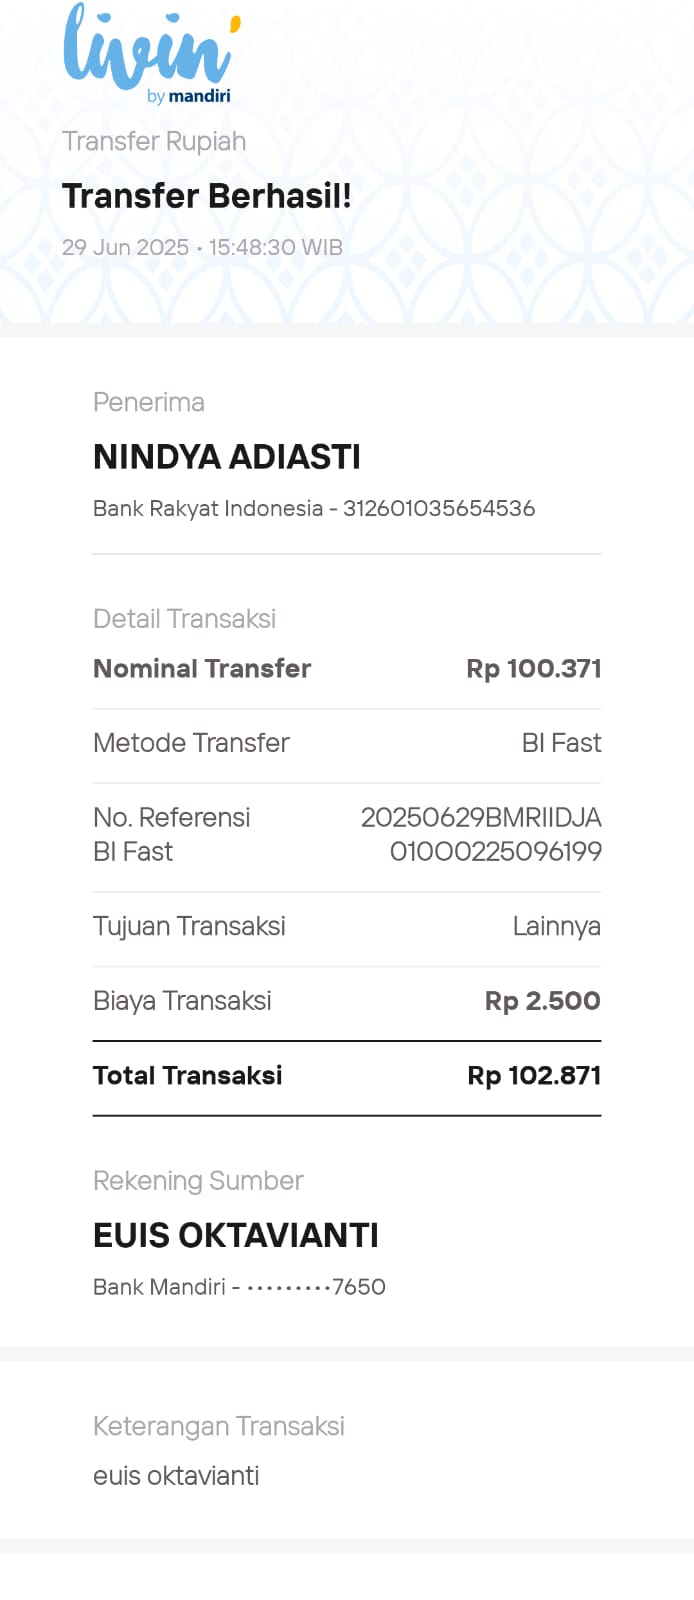 livin'
by mandiri
Transfer Rupiah
Transfer Berhasil!
29 Jun 2025 • 15:48:30 WIB
Penerima
NINDYA ADIASTI
Bank Rakyat Indonesia - 312601035654536
Detail Transaksi
Nominal Transfer Rp 100.371
Metode Transfer BI Fast
No. Referensi 20250629BMRIIDJA
BI Fast 010O0225096199
Tujuan Transaksi Lainnya
Biaya Transaksi Rp 2.500
Total Transaksi Rp 102.871
Rekening Sumber
EUIS OKTAVIANTI
Bank Mandiri - •••••••••7650
Keterangan Transaksi
euis oktavianti